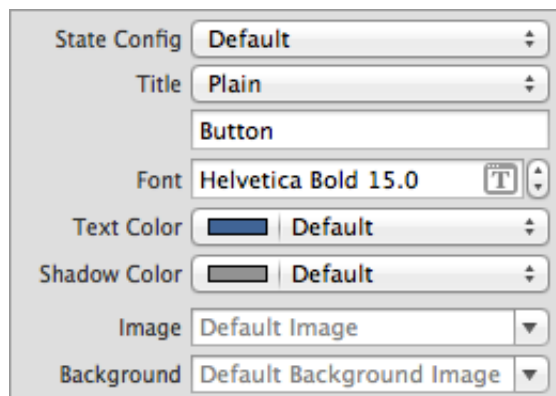 State Config Default
Title Plain
Button
Font Helvetica Bold 15.0 T
Text Color Default
Shadow Color Default
Image Default Image
Background Default Background Image